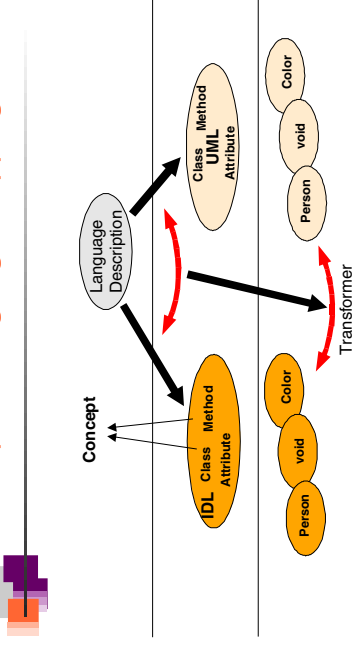 Concept
Language
Description
IDL Class Method
Attribute
Class Method
UML
Attribute
Person
void
Color
Person
void
Color
Transformer